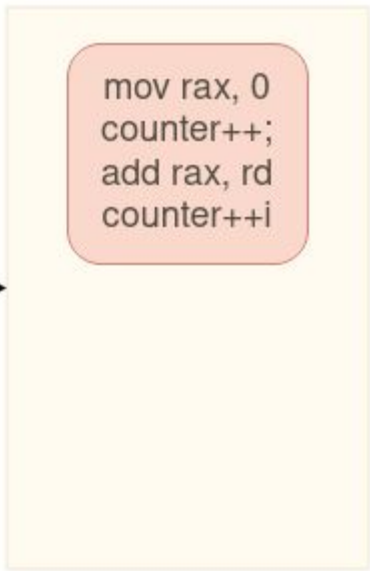 mov rax, 0
counter++;
add rax, rd
counter++i